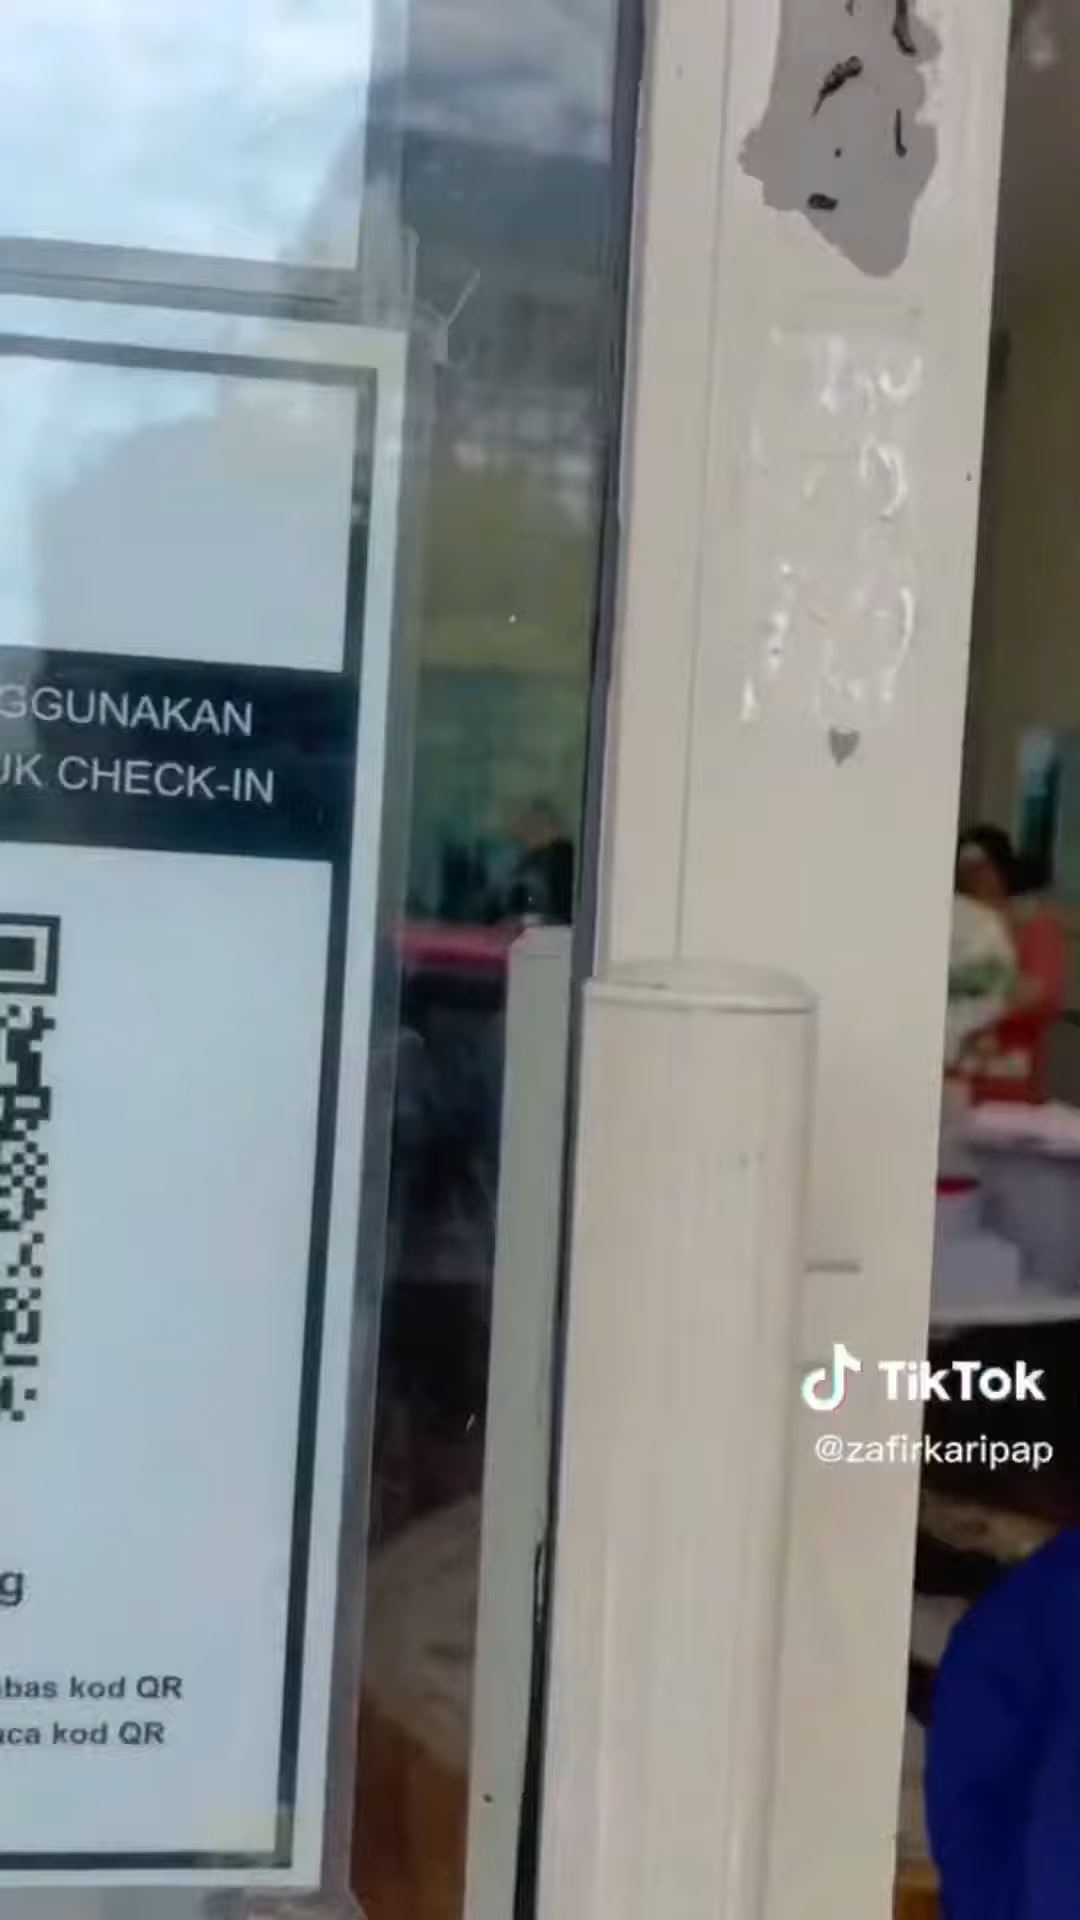 GGUNAKAN
UK CHECK-IN
g
bas kod QR
aca kod QR
TikTok
@zafirkaripap